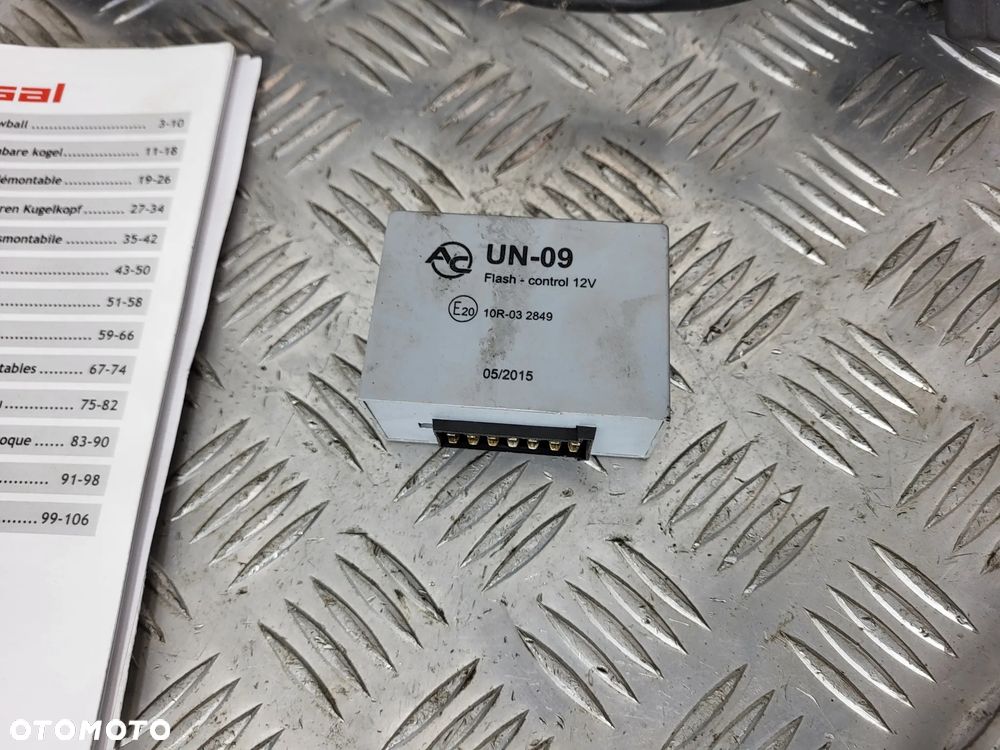 sal
wball 3-10
bare kogel 11-18
émontable 19-26
ren Kugelkopf 27-34
smontabile 35-42
43-50
51-58
59-66
tables 67-74
75-82
oque 83-90
91-98
99-106
AC UN-09
Flash - control 12V
E20 10R-03 2849
05/2015
OTOMOTO